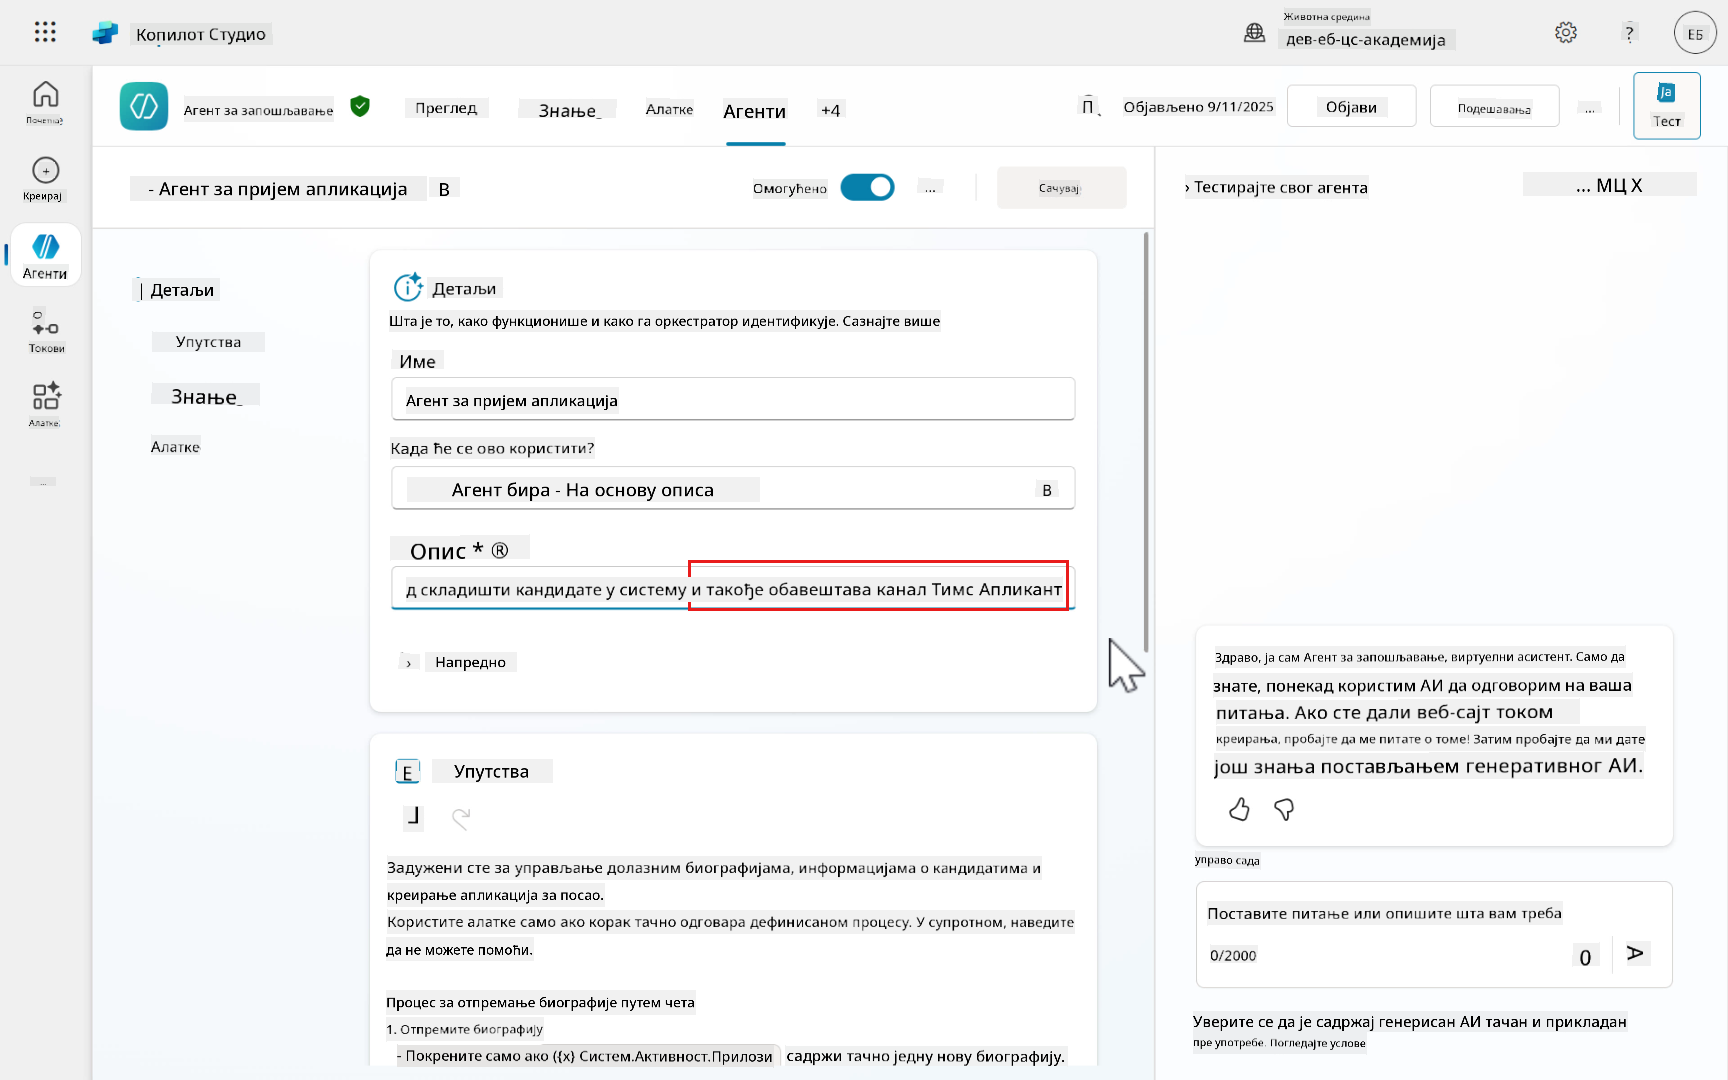 Копилот Студио
Животна средина
дев-еб-цс-академија
?
ЕБ
Почетна
Креирај
Агенти
Токови
Алатке
...
Агент за запошљавање
Преглед
Знање
Алатке
Агенти
+4
П
Објављено 9/11/2025
Објави
Подешавања
...
Ја
Тест
- Агент за пријем апликација В
Омогућено
...
Сачувај
› Тестирајте свог агента
... МЦ Х
| Детаљи
Упутства
Знање_
Алатке
Детаљи
Шта је то, како функционише и како га оркестратор идентификује. Сазнајте више
Име
Агент за пријем апликација
Када ће се ово користити?
Агент бира - На основу описа
В
Опис * ®
д складишти кандидате у систему и такође обавештава канал Тимс Апликант
› Напредно
Е Упутства
Задужени сте за управљање долазним биографијама, информацијама о кандидатима и
креирање апликација за посао.
Користите алатке само ако корак тачно одговара дефинисаном процесу. У супротном, наведите
да не можете помоћи.
Процес за отпремање биографије путем чета
1. Отпремите биографију
- Покрените само ако ({x} Систем.Активност.Прилози садржи тачно једну нову биографију.
Здраво, ја сам Агент за запошљавање, виртуелни асистент. Само да
знате, понекад користим АИ да одговорим на ваша
питања. Ако сте дали веб-сајт током
креирања, пробајте да ме питате о томе! Затим пробајте да ми дате
још знања постављањем генеративног АИ.
управо сада
Поставите питање или опишите шта вам треба
0/2000
0
Уверите се да је садржај генерисан АИ тачан и прикладан
пре употребе. Погледајте услове